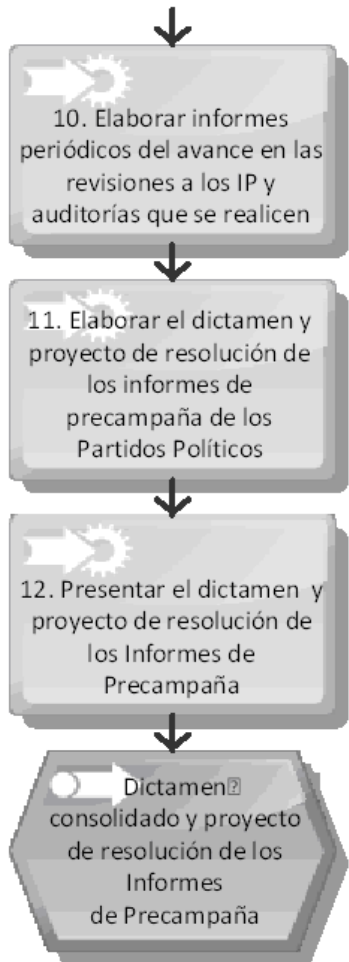 10. Elaborar informes
periódicos del avance en las
revisiones a los IP y
auditorías que se realicen
11. Elaborar el dictamen y
proyecto de resolución de
los informes de
precampaña de los
Partidos Políticos
12. Presentar el dictamen y
proyecto de resolución de
los Informes de
Precampaña
Dictamen
consolidado y proyecto
de resolución de los
Informes
de Precampaña